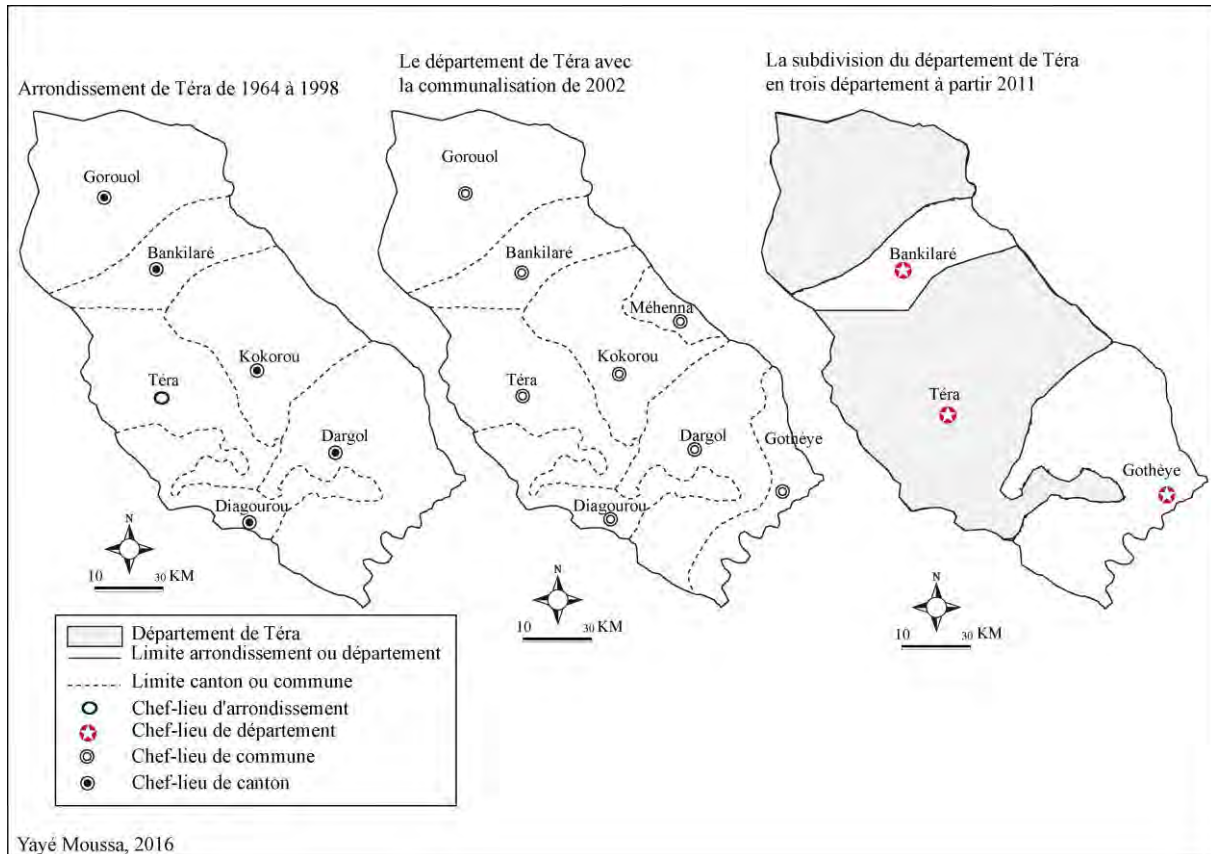 Arrondissement de Téra de 1964 à 1998
Gorouol
Bankilaré
Kokorou
Téra
Dargol
Diagourou
N
10 30 KM
Le département de Téra avec
la communalisation de 2002
Gorouol
Bankilaré
Méhenna
Kokorou
Téra
Dargol
Gothèye
Diagourou
N
10 30 KM
La subdivision du département de Téra
en trois département à partir 2011
Bankilaré
Téra
Gothèye
N
10 30 KM
Département de Téra
Limite arrondissement ou département
Limite canton ou commune
Chef-lieu d'arrondissement
Chef-lieu de département
Chef-lieu de commune
Chef-lieu de canton
Yayé Moussa, 2016